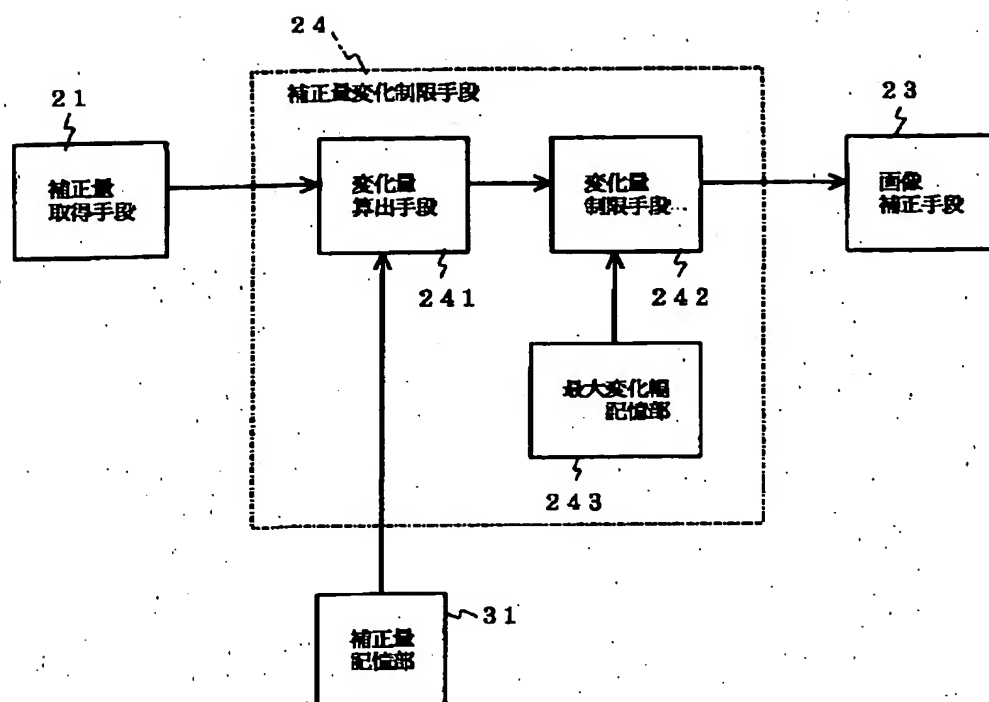 ２４
補正量変化制限手段
２１
補正量
取得手段
変化量
算出手段
２４１
変化量
制限手段
２４２
２３
画像
補正手段
最大変化幅
記憶部
２４３
３１
補正量
記憶部